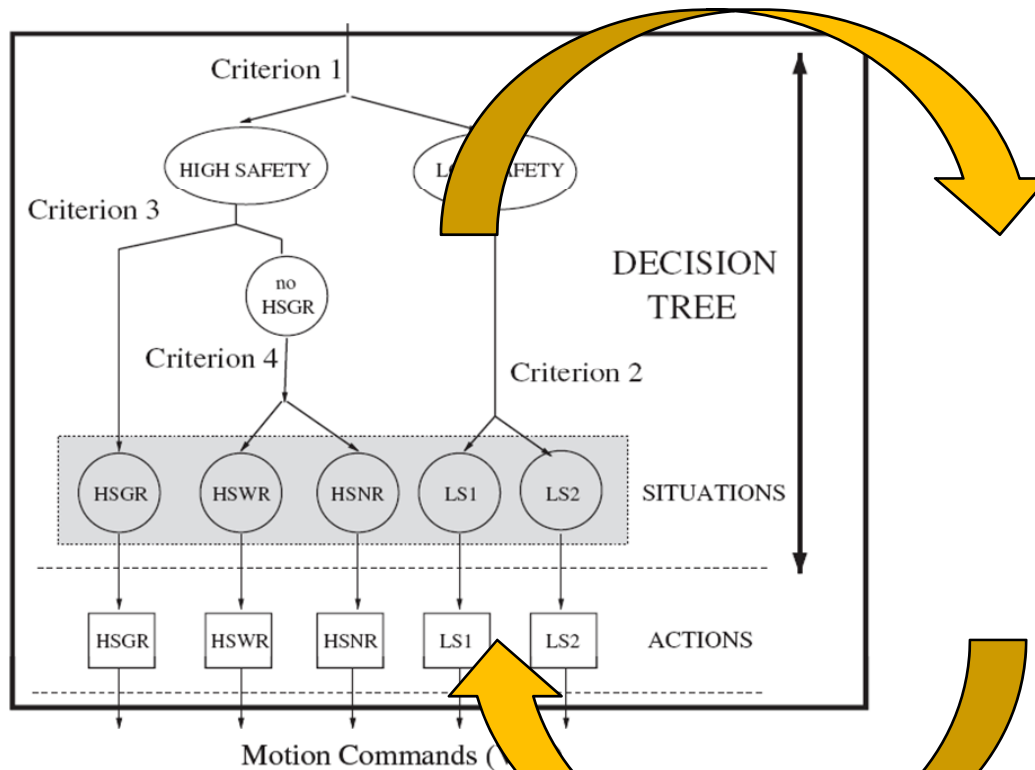 Criterion 1
HIGH SAFETY
Criterion 3
no
HSGR
DECISION
TREE
Criterion 4
Criterion 2
HSGR HSWR HSNR LS1 LS2 SITUATIONS
HSGR HSWR HSNR LS1 LS2 ACTIONS
Motion Commands (